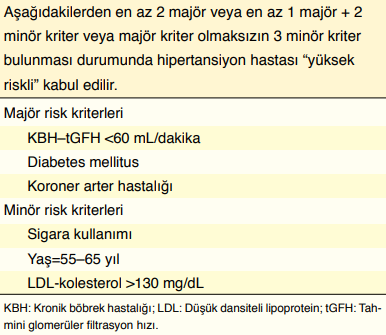 Aşağıdakilerden en az 2 majör veya en az 1 majör + 2
minör kriter veya majör kriter olmaksızın 3 minör kriter
bulunması durumunda hipertansiyon hastası “yüksek
riskli” kabul edilir.
Majör risk kriterleri
KBH–tGFH <60 mL/dakika
Diabetes mellitus
Koroner arter hastalığı
Minör risk kriterleri
Sigara kullanımı
Yaş=55–65 yıl
LDL-kolesterol >130 mg/dL
KBH: Kronik böbrek hastalığı; LDL: Düşük dansiteli lipoprotein; tGFH: Tah-
mini glomerüler filtrasyon hızı.